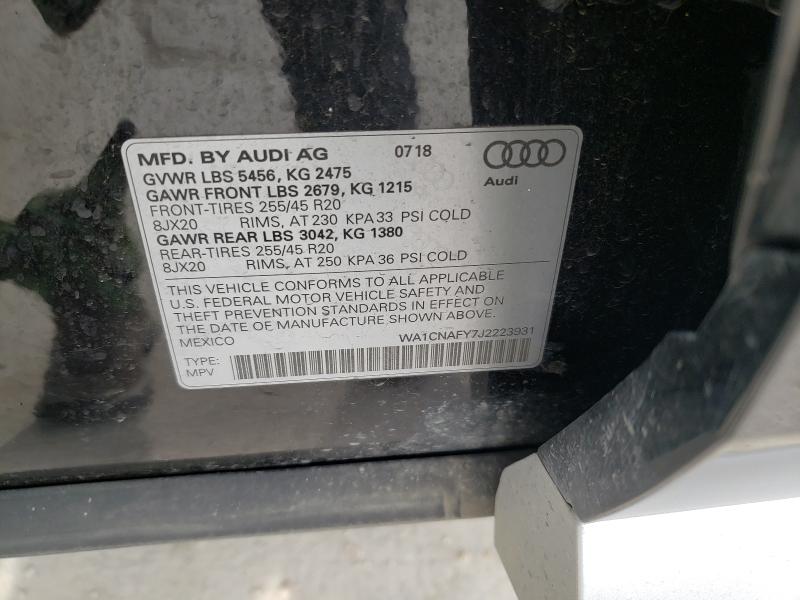 MFD. BY AUDI AG 0718
Audi
GVWR LBS 5456, KG 2475
GAWR FRONT LBS 2679, KG 1215
FRONT-TIRES 255/45 R20
8JX20 RIMS, AT 230 KPA 33 PSI COLD
GAWR REAR LBS 3042, KG 1380
REAR-TIRES 255/45 R20
8JX20 RIMS, AT 250 KPA 36 PSI COLD
THIS VEHICLE CONFORMS TO ALL APPLICABLE
U.S. FEDERAL MOTOR VEHICLE SAFETY AND
THEFT PREVENTION STANDARDS IN EFFECT ON
THE DATE OF MANUFACTURE SHOWN ABOVE.
MEXICO WA1CNAFY7J2223931
TYPE:
MPV